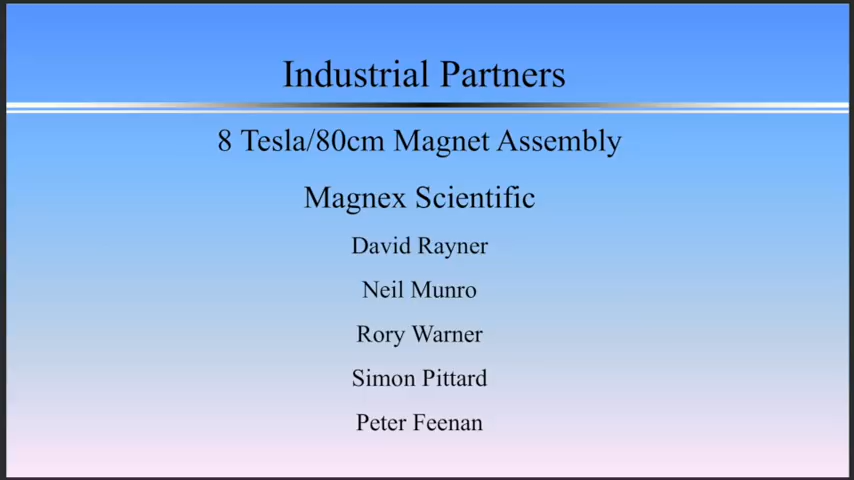 Industrial Partners
8 Tesla/80cm Magnet Assembly
Magnex Scientific
David Rayner
Neil Munro
Rory Warner
Simon Pittard
Peter Feenan